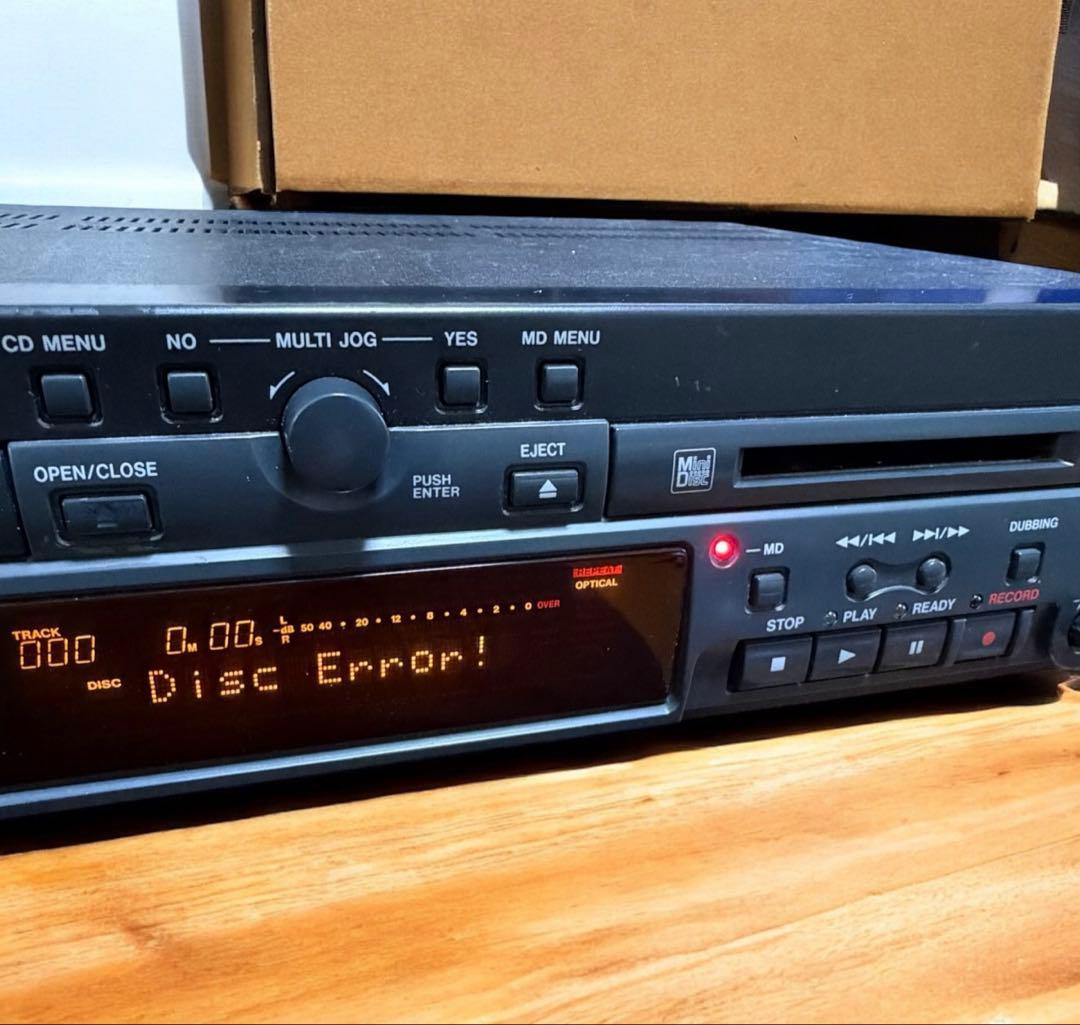 CD MENU
NO
MULTI JOG
YES
MD MENU
OPEN/CLOSE
PUSH
ENTER
EJECT
Mini
Disc
MD
DUBBING
STOP
PLAY
READY
RECORD
REPEAT
OPTICAL
TRACK
000
0M 00s
L
-dB 50 40 • 20 • 12 • 8 • 4 • 2 • 0 OVER
R
DISC
Disc Error!